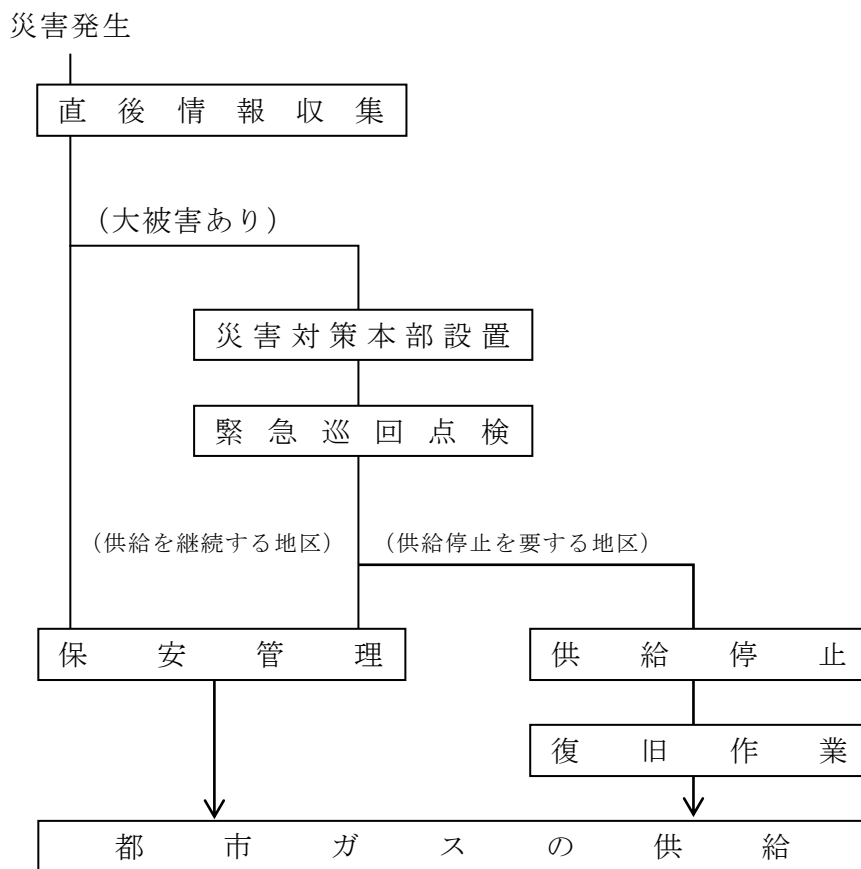 災害発生
直後情報収集
（大被害あり）
災害対策本部設置
緊急巡回点検
（供給を継続する地区）
（供給停止を要する地区）
保安管理
供給停止
復旧作業
都市ガスの供給